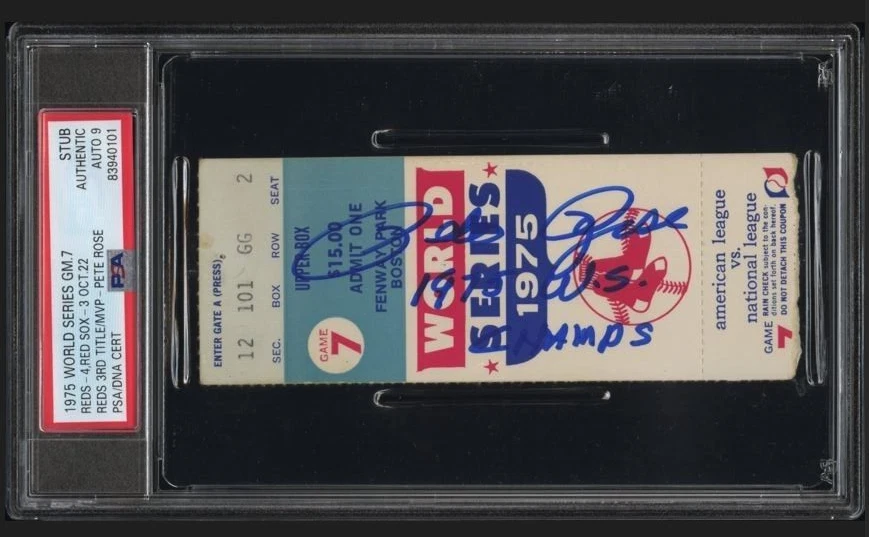 1975 WORLD SERIES GM.7
REDS-4,RED SOX-3 OCT.22
REDS 3RD TITLE/MVP-PETE ROSE
PSA/DNA CERT
STUB
AUTHENTIC
AUTO 9
83940101
PSA
ENTER GATE A (PRESS)
12 101 GG 2
SEC. BOX ROW SEAT
UPPER BOX
$15.00
ADMIT ONE
FENWAY PARK
BOSTON
GAME
7
WORLD
SERIES
1975
Pete Rose
1975 W.S.
CHAMPS
american league
vs.
national league
GAME
7
RAIN CHECK subject to the con-
ditions set forth on back hereof.
DO NOT DETACH THIS COUPON